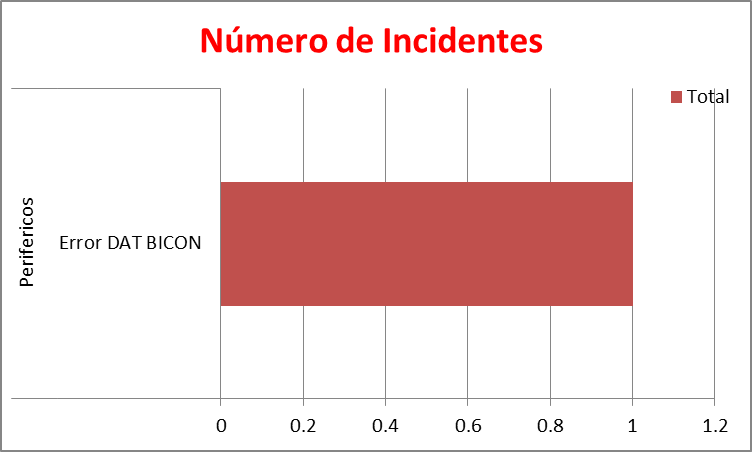 Número de Incidentes
Total
Perifericos
Error DAT BICON
0 0.2 0.4 0.6 0.8 1 1.2